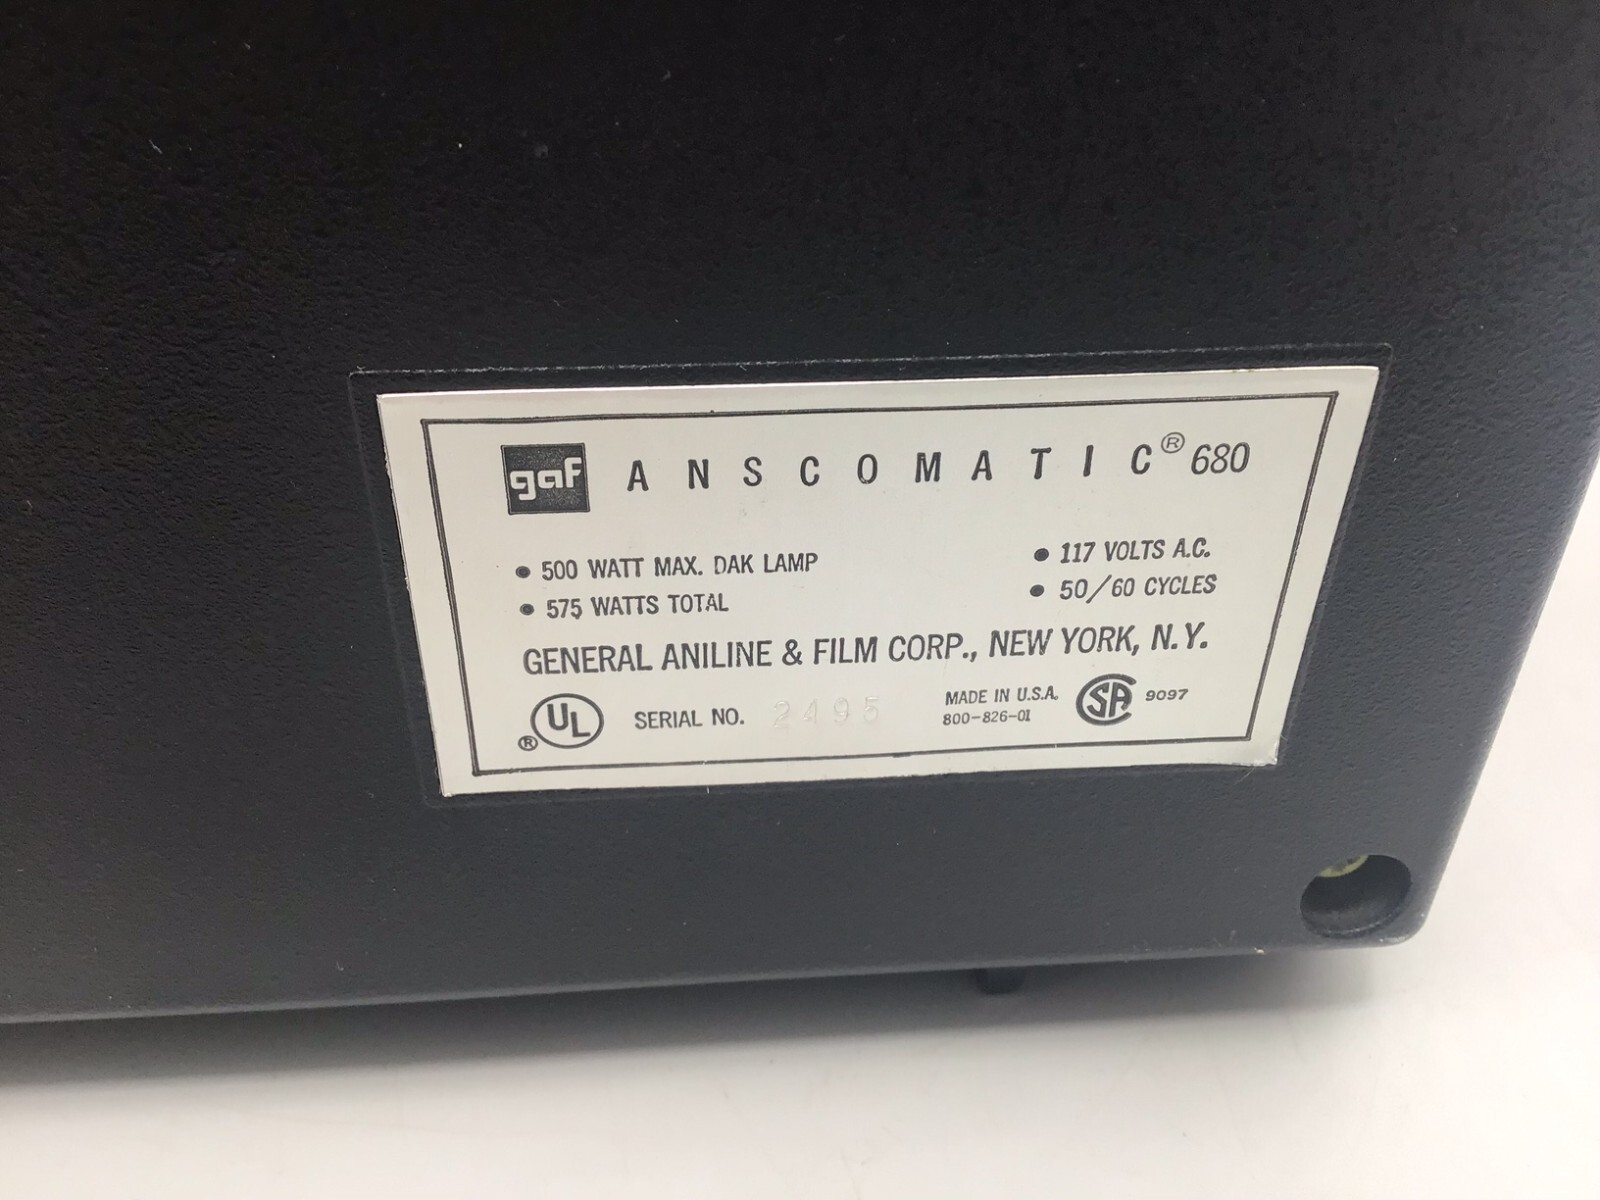 gaf ANSCOMATIC® 680
• 500 WATT MAX. DAK LAMP
• 117 VOLTS A.C.
• 575 WATTS TOTAL
• 50/60 CYCLES
GENERAL ANILINE & FILM CORP., NEW YORK, N.Y.
® UL SERIAL NO. 2495
MADE IN U.S.A.
800-826-01
SA 9097